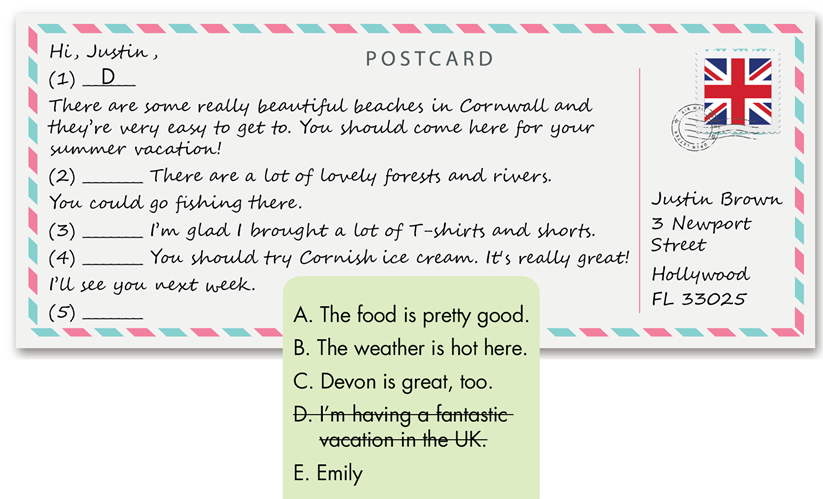 Hi, Justin,
POSTCARD
(1) D
There are some really beautiful beaches in Cornwall and
they're very easy to get to. You should come here for your
summer vacation!
(2) ______ There are a lot of lovely forests and rivers.
You could go fishing there.
(3) ______ I'm glad I brought a lot of T-shirts and shorts.
(4) ______ You should try Cornish ice cream. It's really great!
I'll see you next week.
(5) ______
Justin Brown
3 Newport
Street
Hollywood
FL 33025
A. The food is pretty good.
B. The weather is hot here.
C. Devon is great, too.
D. I'm having a fantastic
vacation in the UK.
E. Emily